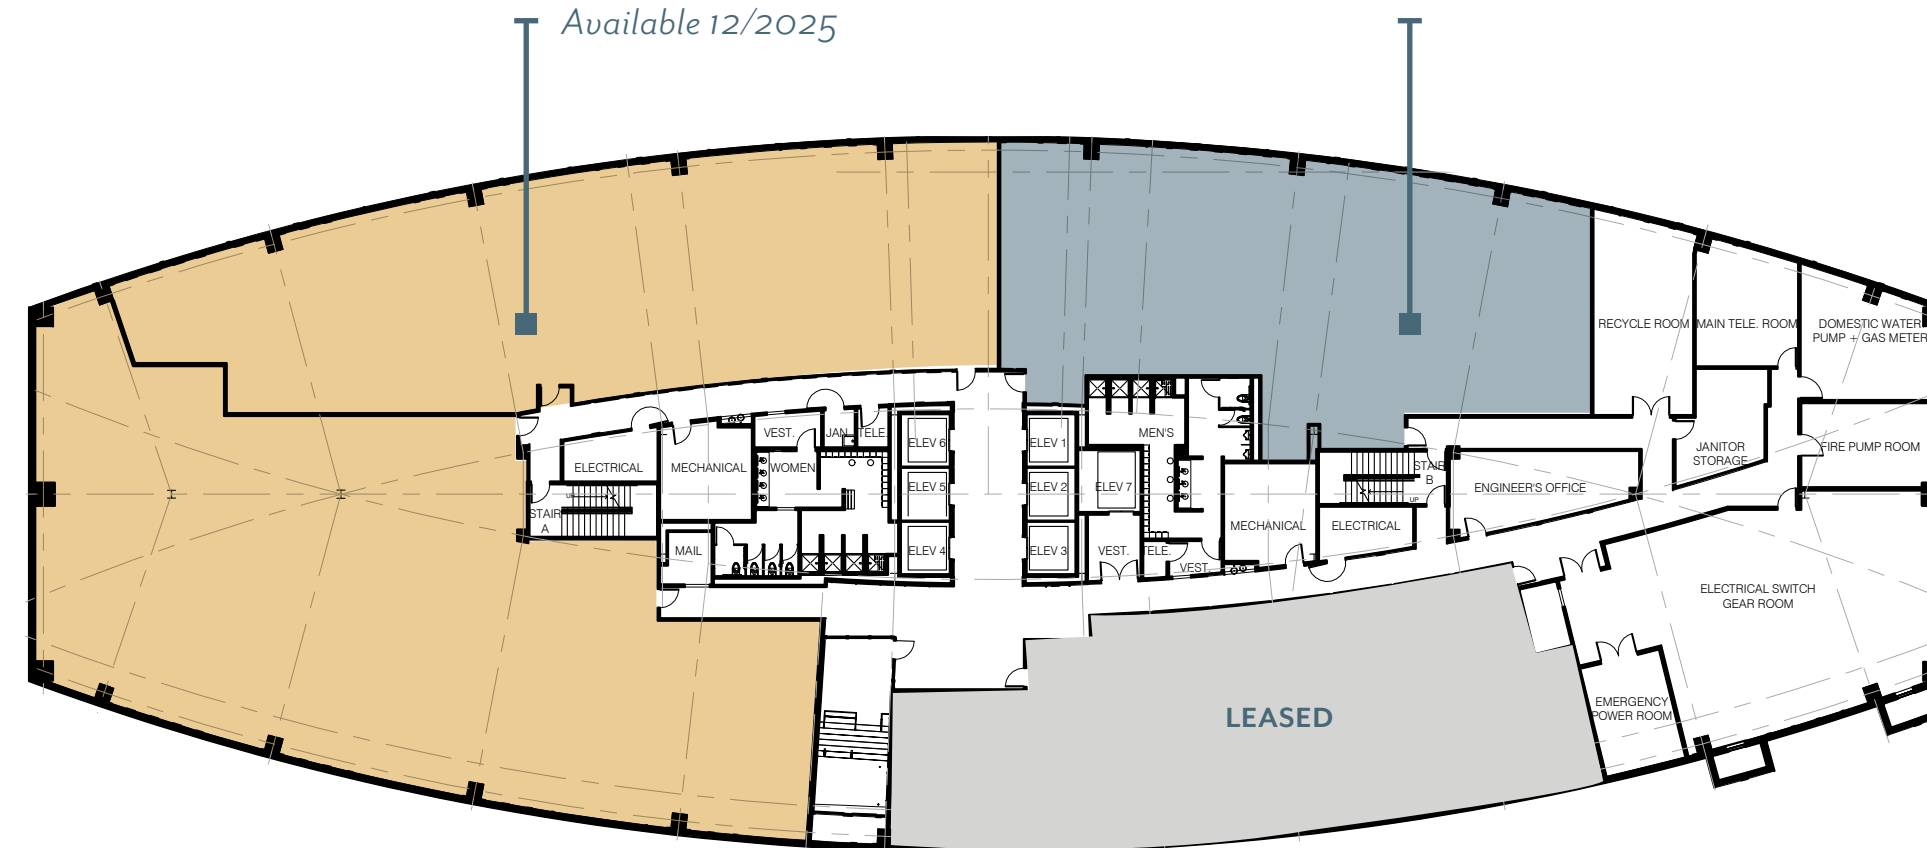 Available 12/2025
RECYCLE ROOM
MAIN TELE. ROOM
DOMESTIC WATER
PUMP + GAS METER
ELEV 6
ELEV 1
VEST.
JAN.
TELE.
MEN'S
JANITOR
STORAGE
FIRE PUMP ROOM
ELECTRICAL
MECHANICAL
WOMEN
STAIR
B
ELEV 5
ELEV 2
ELEV 7
ENGINEER'S OFFICE
UP
UP
STAIR
A
MECHANICAL
ELECTRICAL
MAIL
ELEV 4
ELEV 3
VEST.
TELE.
VEST.
ELECTRICAL SWITCH
GEAR ROOM
EMERGENCY
POWER ROOM
LEASED